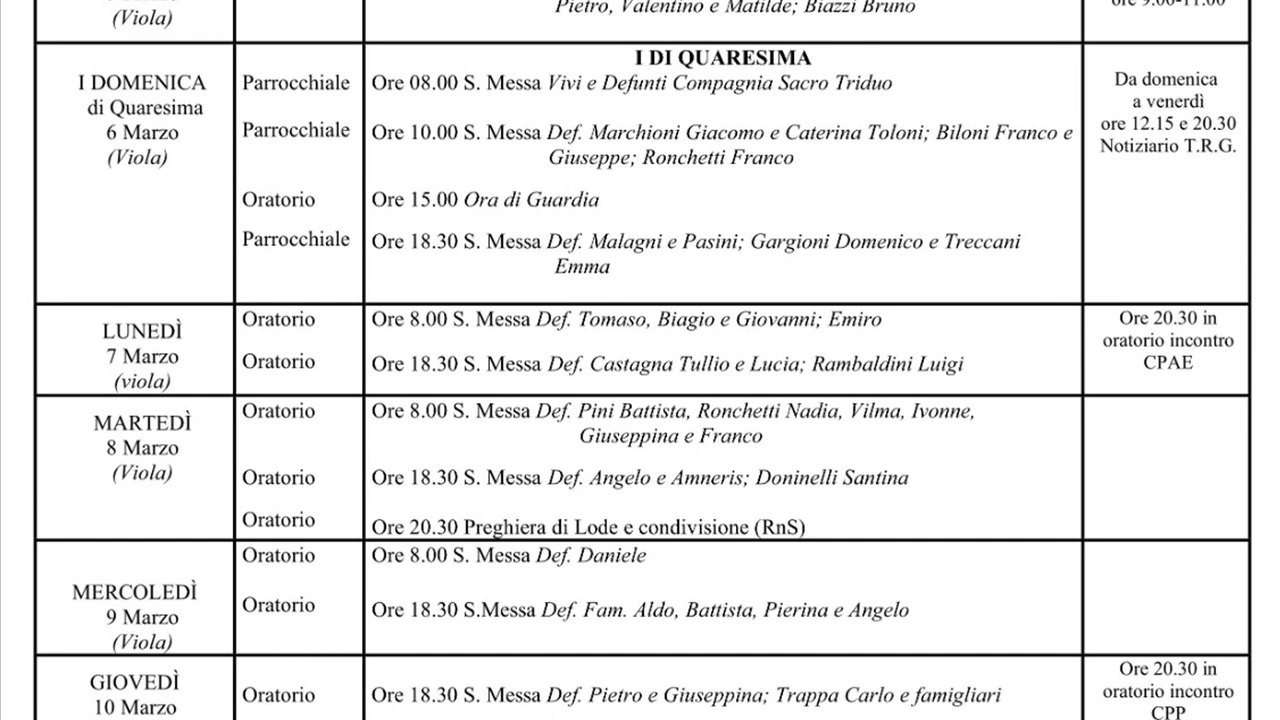 (Viola)
Pietro, Valentino e Matilde; Biazzi Bruno
ore 9.00-11.00
I DI QUARESIMA
I DOMENICA
di Quaresima
6 Marzo
(Viola)
Parrocchiale
Ore 08.00 S. Messa Vivi e Defunti Compagnia Sacro Triduo
Parrocchiale
Ore 10.00 S. Messa Def. Marchioni Giacomo e Caterina Toloni; Biloni Franco e
Giuseppe; Ronchetti Franco
Oratorio
Ore 15.00 Ora di Guardia
Parrocchiale
Ore 18.30 S. Messa Def. Malagni e Pasini; Gargioni Domenico e Treccani
Emma
Da domenica
a venerdì
ore 12.15 e 20.30
Notiziario T.R.G.
LUNEDÌ
7 Marzo
(viola)
Oratorio
Ore 8.00 S. Messa Def. Tomaso, Biagio e Giovanni; Emiro
Oratorio
Ore 18.30 S. Messa Def. Castagna Tullio e Lucia; Rambaldini Luigi
Ore 20.30 in
oratorio incontro
CPAE
MARTEDÌ
8 Marzo
(Viola)
Oratorio
Ore 8.00 S. Messa Def. Pini Battista, Ronchetti Nadia, Vilma, Ivonne,
Giuseppina e Franco
Oratorio
Ore 18.30 S. Messa Def. Angelo e Amneris; Doninelli Santina
Oratorio
Ore 20.30 Preghiera di Lode e condivisione (RnS)
MERCOLEDÌ
9 Marzo
(Viola)
Oratorio
Ore 8.00 S. Messa Def. Daniele
Oratorio
Ore 18.30 S.Messa Def. Fam. Aldo, Battista, Pierina e Angelo
GIOVEDÌ
10 Marzo
Oratorio
Ore 18.30 S. Messa Def. Pietro e Giuseppina; Trappa Carlo e famigliari
Ore 20.30 in
oratorio incontro
CPP